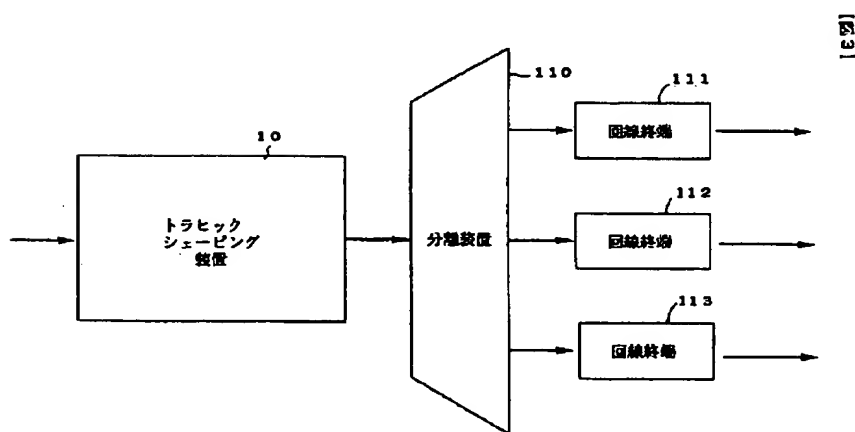 【図3】
10
トラヒック
シェーピング
装置
110
分離装置
111
回線終端
112
回線終端
113
回線終端